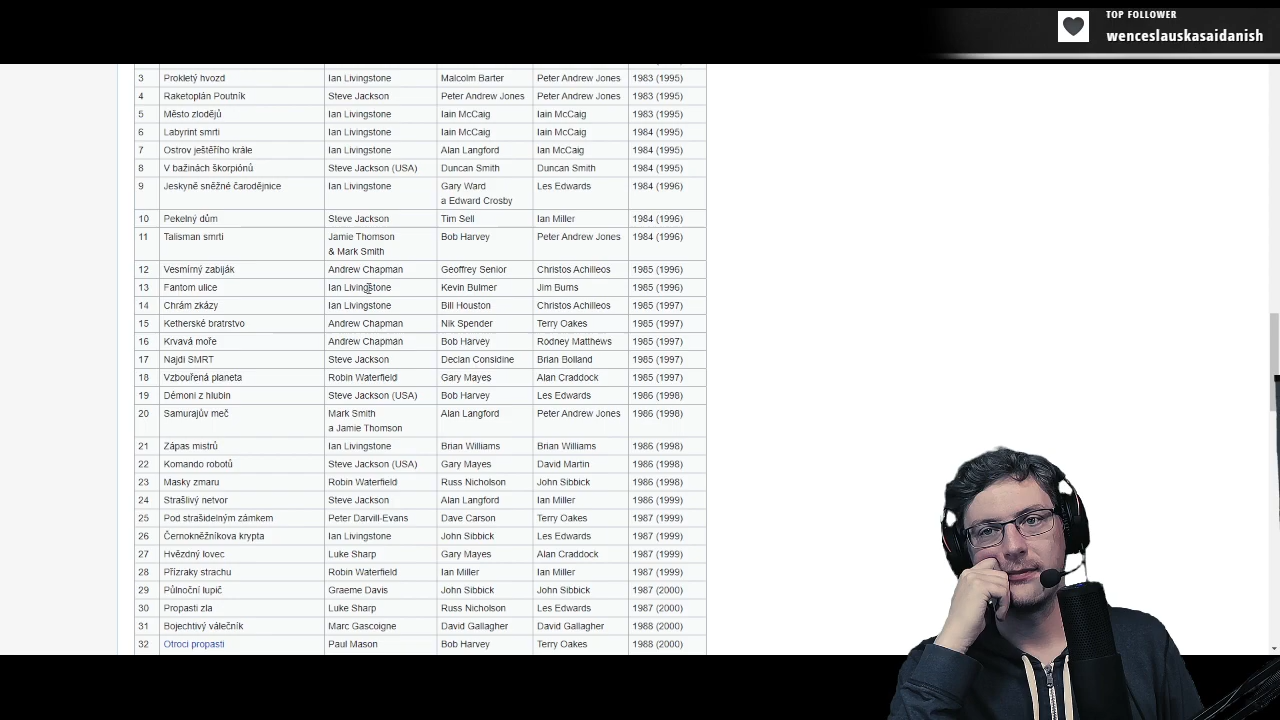 TOP FOLLOWER
wenceslauskasaidanish
3 Prokletý hvozd Ian Livingstone Malcolm Barter Peter Andrew Jones 1983 (1995)
4 Raketoplán Poutník Steve Jackson Peter Andrew Jones Peter Andrew Jones 1983 (1995)
5 Město zlodějů Ian Livingstone Iain McCaig Iain McCaig 1983 (1995)
6 Labyrint smrti Ian Livingstone Iain McCaig Iain McCaig 1984 (1995)
7 Ostrov ještěřího krále Ian Livingstone Alan Langford Ian McCaig 1984 (1995)
8 V bažinách škorpiónů Steve Jackson (USA) Duncan Smith Duncan Smith 1984 (1995)
9 Jeskyně sněžné čarodějnice Ian Livingstone Gary Ward Les Edwards 1984 (1996)
a Edward Crosby
10 Pekelný dům Steve Jackson Tim Sell Ian Miller 1984 (1996)
11 Talisman smrti Jamie Thomson Bob Harvey Peter Andrew Jones 1984 (1996)
& Mark Smith
12 Vesmírný zabiják Andrew Chapman Geoffrey Senior Christos Achilleos 1985 (1996)
13 Fantom ulice Ian Livingstone Kevin Bulmer Jim Burns 1985 (1996)
14 Chrám zkázy Ian Livingstone Bill Houston Christos Achilleos 1985 (1997)
15 Ketherské bratrstvo Andrew Chapman Nik Spender Terry Oakes 1985 (1997)
16 Krvavá moře Andrew Chapman Bob Harvey Rodney Matthews 1985 (1997)
17 Najdi SMRT Steve Jackson Declan Considine Brian Bolland 1985 (1997)
18 Vzbouřená planeta Robin Waterfield Gary Mayes Alan Craddock 1985 (1997)
19 Démoni z hlubin Steve Jackson (USA) Bob Harvey Les Edwards 1986 (1998)
20 Samurajův meč Mark Smith Alan Langford Peter Andrew Jones 1986 (1998)
a Jamie Thomson
21 Zápas mistrů Ian Livingstone Brian Williams Brian Williams 1986 (1998)
22 Komando robotů Steve Jackson (USA) Gary Mayes David Martin 1986 (1998)
23 Masky zmaru Robin Waterfield Russ Nicholson John Sibbick 1986 (1998)
24 Strašlivý netvor Steve Jackson Alan Langford Ian Miller 1986 (1999)
25 Pod strašidelným zámkem Peter Darvill-Evans Dave Carson Terry Oakes 1987 (1999)
26 Černokněžníkova krypta Ian Livingstone John Sibbick Les Edwards 1987 (1999)
27 Hvězdný lovec Luke Sharp Gary Mayes Alan Craddock 1987 (1999)
28 Přízraky strachu Robin Waterfield Ian Miller Ian Miller 1987 (1999)
29 Půlnoční lupič Graeme Davis John Sibbick John Sibbick 1987 (2000)
30 Propasti zla Luke Sharp Russ Nicholson Les Edwards 1987 (2000)
31 Bojechtivý válečník Marc Gascoigne David Gallagher David Gallagher 1988 (2000)
32 Otroci propasti Paul Mason Bob Harvey Terry Oakes 1988 (2000)